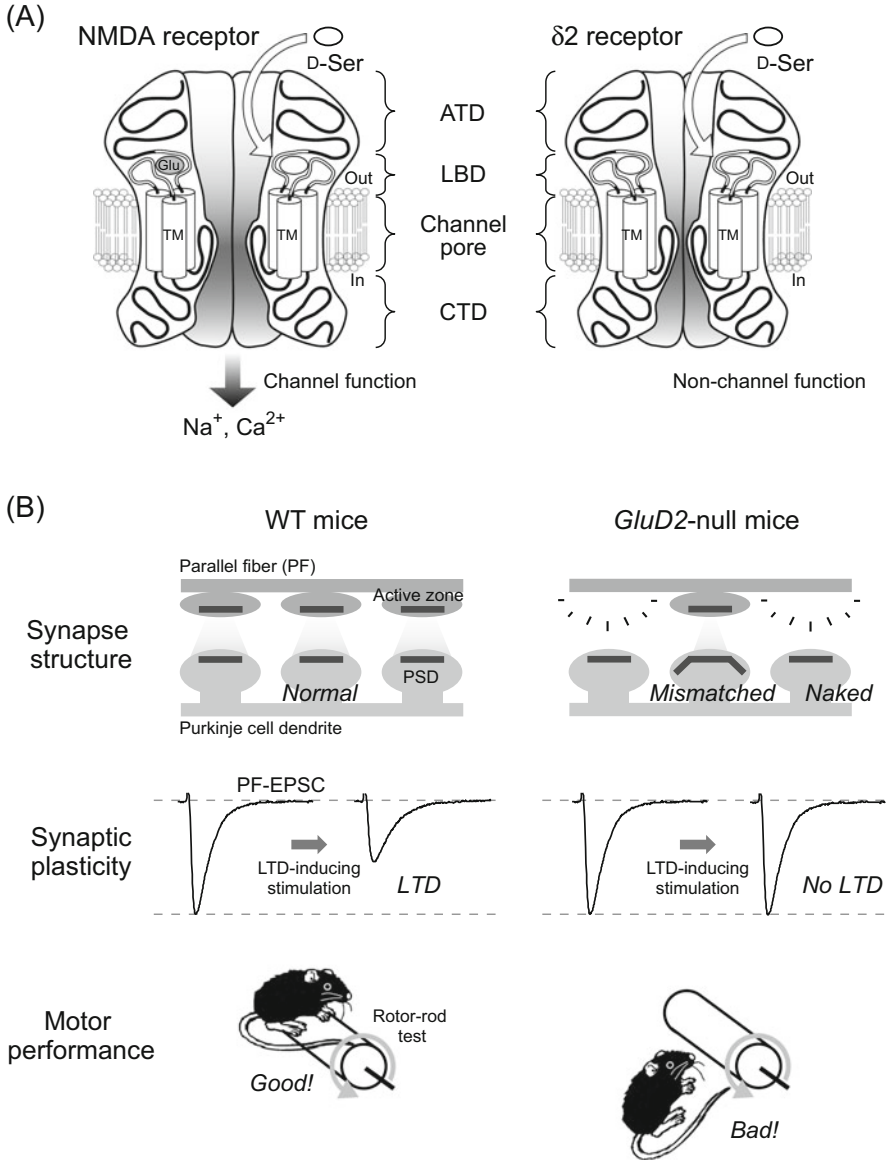 (A)
NMDA receptor
D-Ser
δ2 receptor
D-Ser
ATD
Glu
Out
LBD
Out
TM
TM
Channel
pore
TM
TM
In
In
CTD
Channel function
Non-channel function
Na+, Ca2+
(B)
WT mice
GluD2-null mice
Parallel fiber (PF)
Active zone
Synapse
structure
PSD
Normal
Mismatched
Naked
Purkinje cell dendrite
PF-EPSC
Synaptic
plasticity
LTD-inducing
stimulation
LTD
LTD-inducing
stimulation
No LTD
Motor
performance
Rotor-rod
test
Good!
Bad!